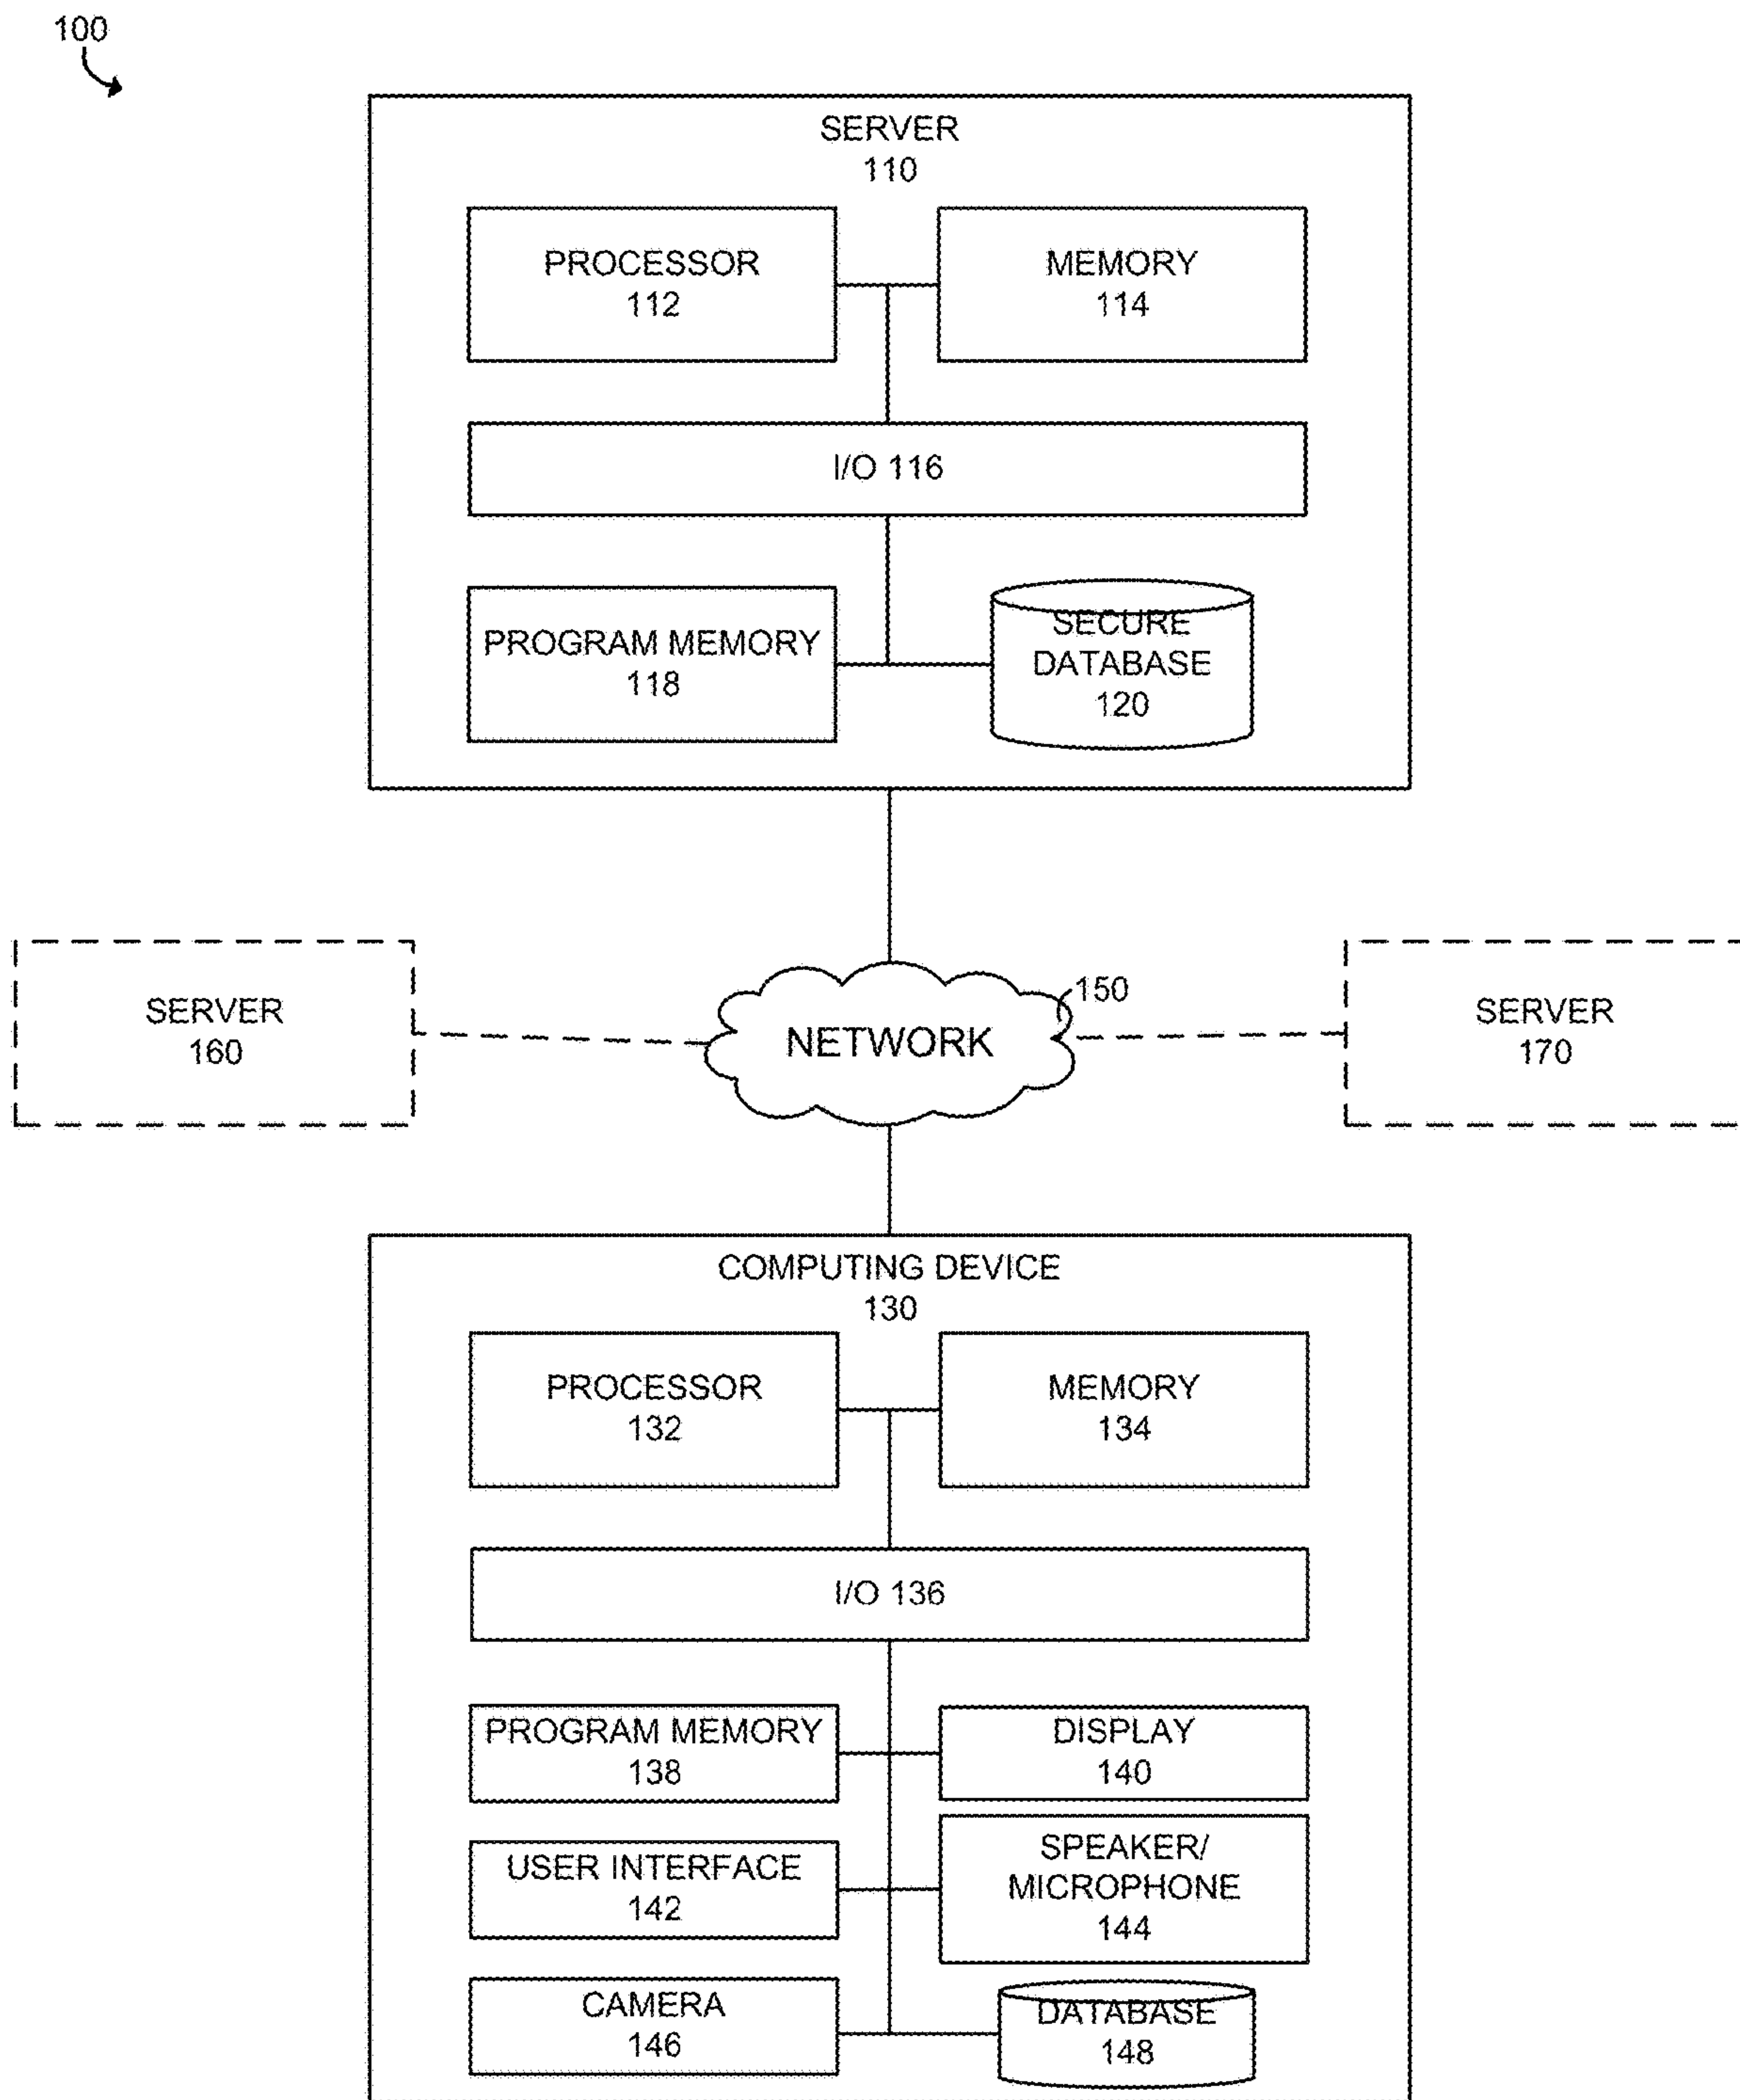 100
SERVER
110
PROCESSOR
112
MEMORY
114
I/O 116
PROGRAM MEMORY
118
SECURE
DATABASE
120
SERVER
160
NETWORK
150
SERVER
170
COMPUTING DEVICE
130
PROCESSOR
132
MEMORY
134
I/O 136
PROGRAM MEMORY
138
DISPLAY
140
USER INTERFACE
142
SPEAKER/
MICROPHONE
144
CAMERA
146
DATABASE
148